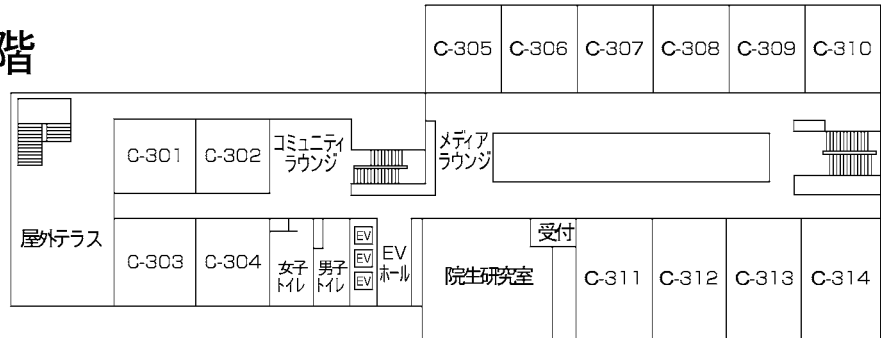 階
C-305 C-306 C-307 C-308 C-309 C-310
C-301 C-302 コミュニティ
ラウンジ
メディア
ラウンジ
屋外テラス
C-303 C-304
女子
トイレ
男子
トイレ
EV
EV
EV
EV
ホール
院生研究室
受付
C-311 C-312 C-313 C-314